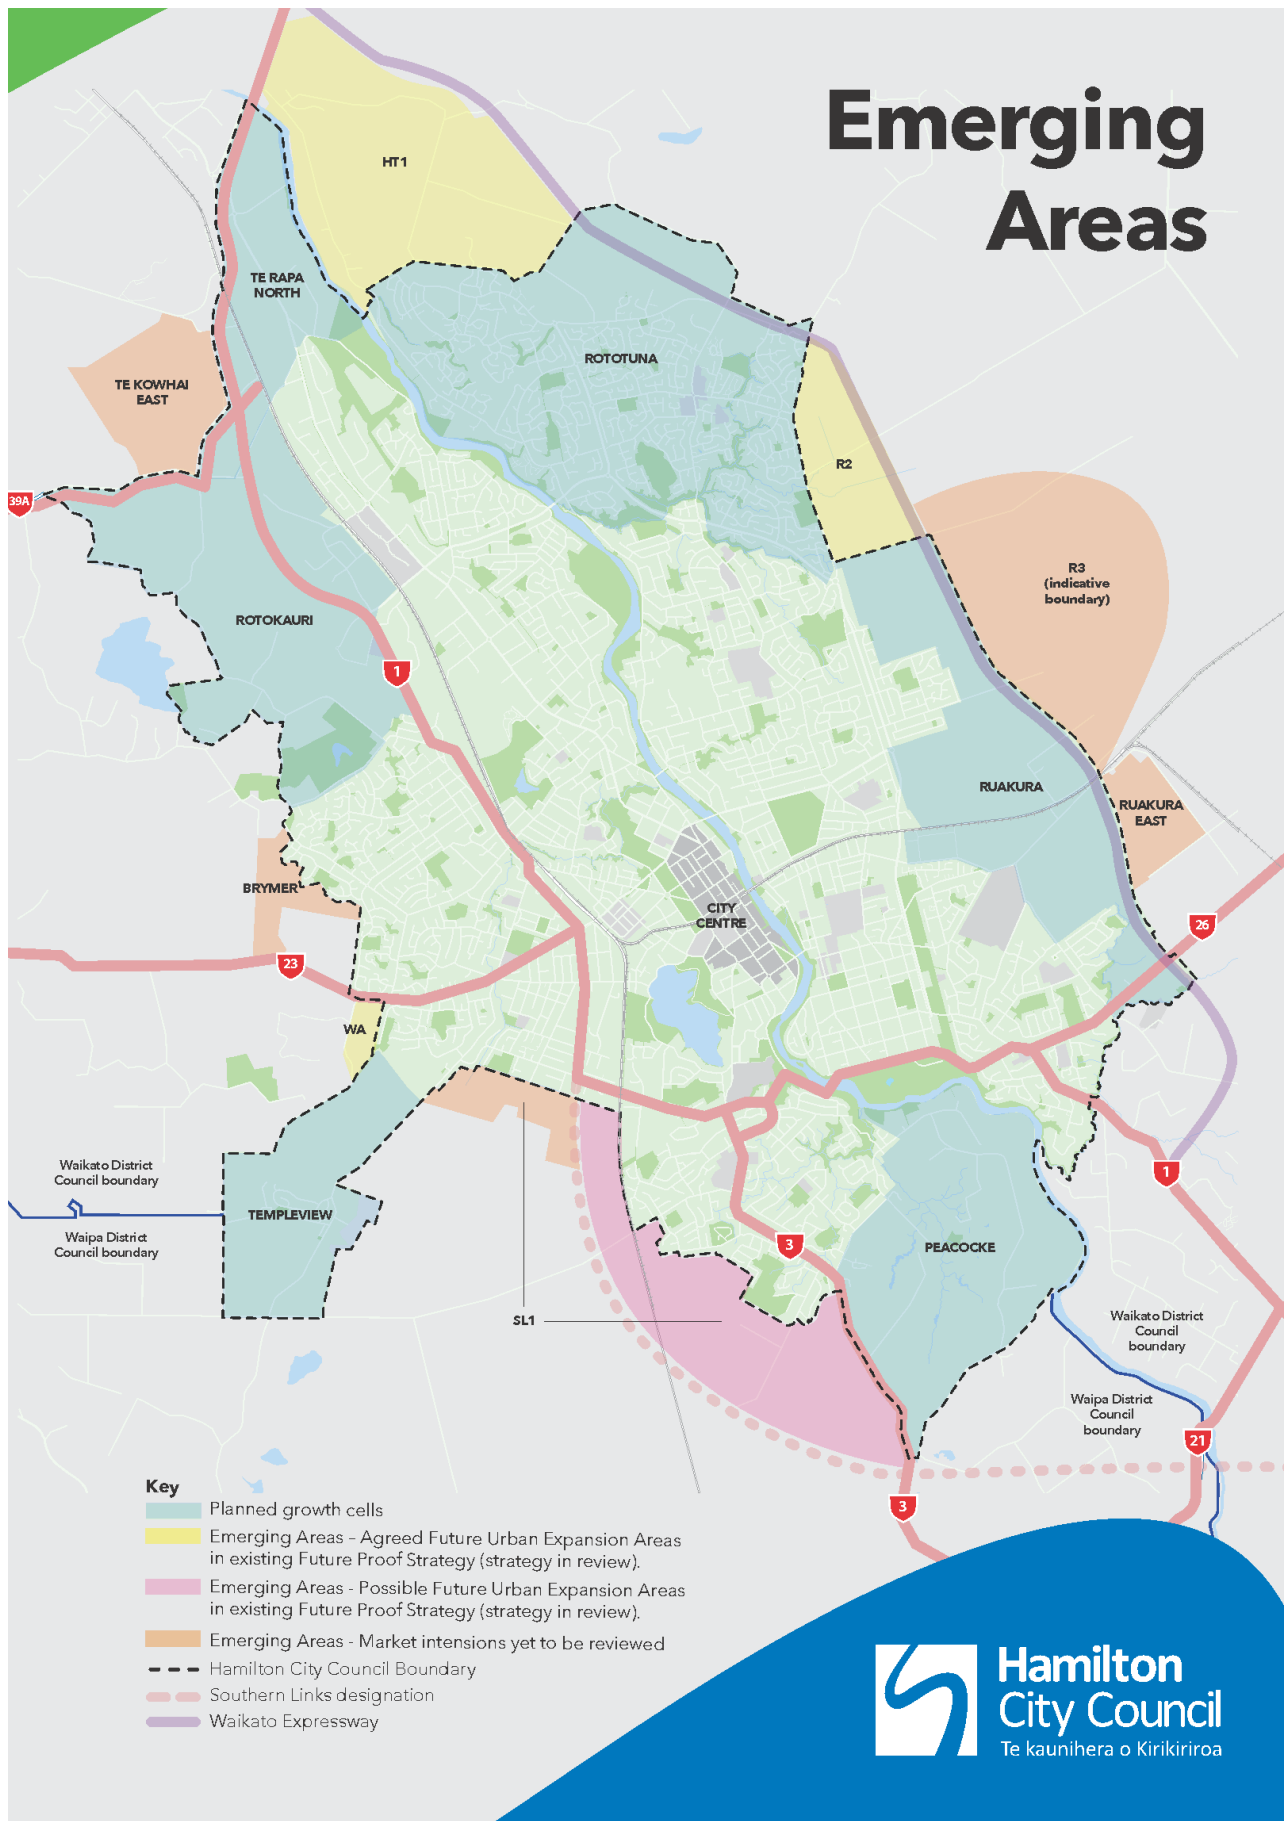 Emerging
Areas
HT1
TE RAPA
NORTH
ROTOTUNA
TE KOWHAI
EAST
R2
39A
R3
(indicative
boundary)
ROTOKAURI
1
RUAKURA
RUAKURA
EAST
BRYMER
CITY
CENTRE
26
23
WA
Waikato District
Council boundary
1
TEMPLEVIEW
Waipa District
Council boundary
3
PEACOCKE
SL1
Waikato District
Council
boundary
Waipa District
Council
boundary
21
3
Key
Planned growth cells
Emerging Areas – Agreed Future Urban Expansion Areas
in existing Future Proof Strategy (strategy in review).
Emerging Areas - Possible Future Urban Expansion Areas
in existing Future Proof Strategy (strategy in review).
Emerging Areas - Market intensions yet to be reviewed
Hamilton City Council Boundary
Southern Links designation
Waikato Expressway
Hamilton
City Council
Te kaunihera o Kirikiriroa